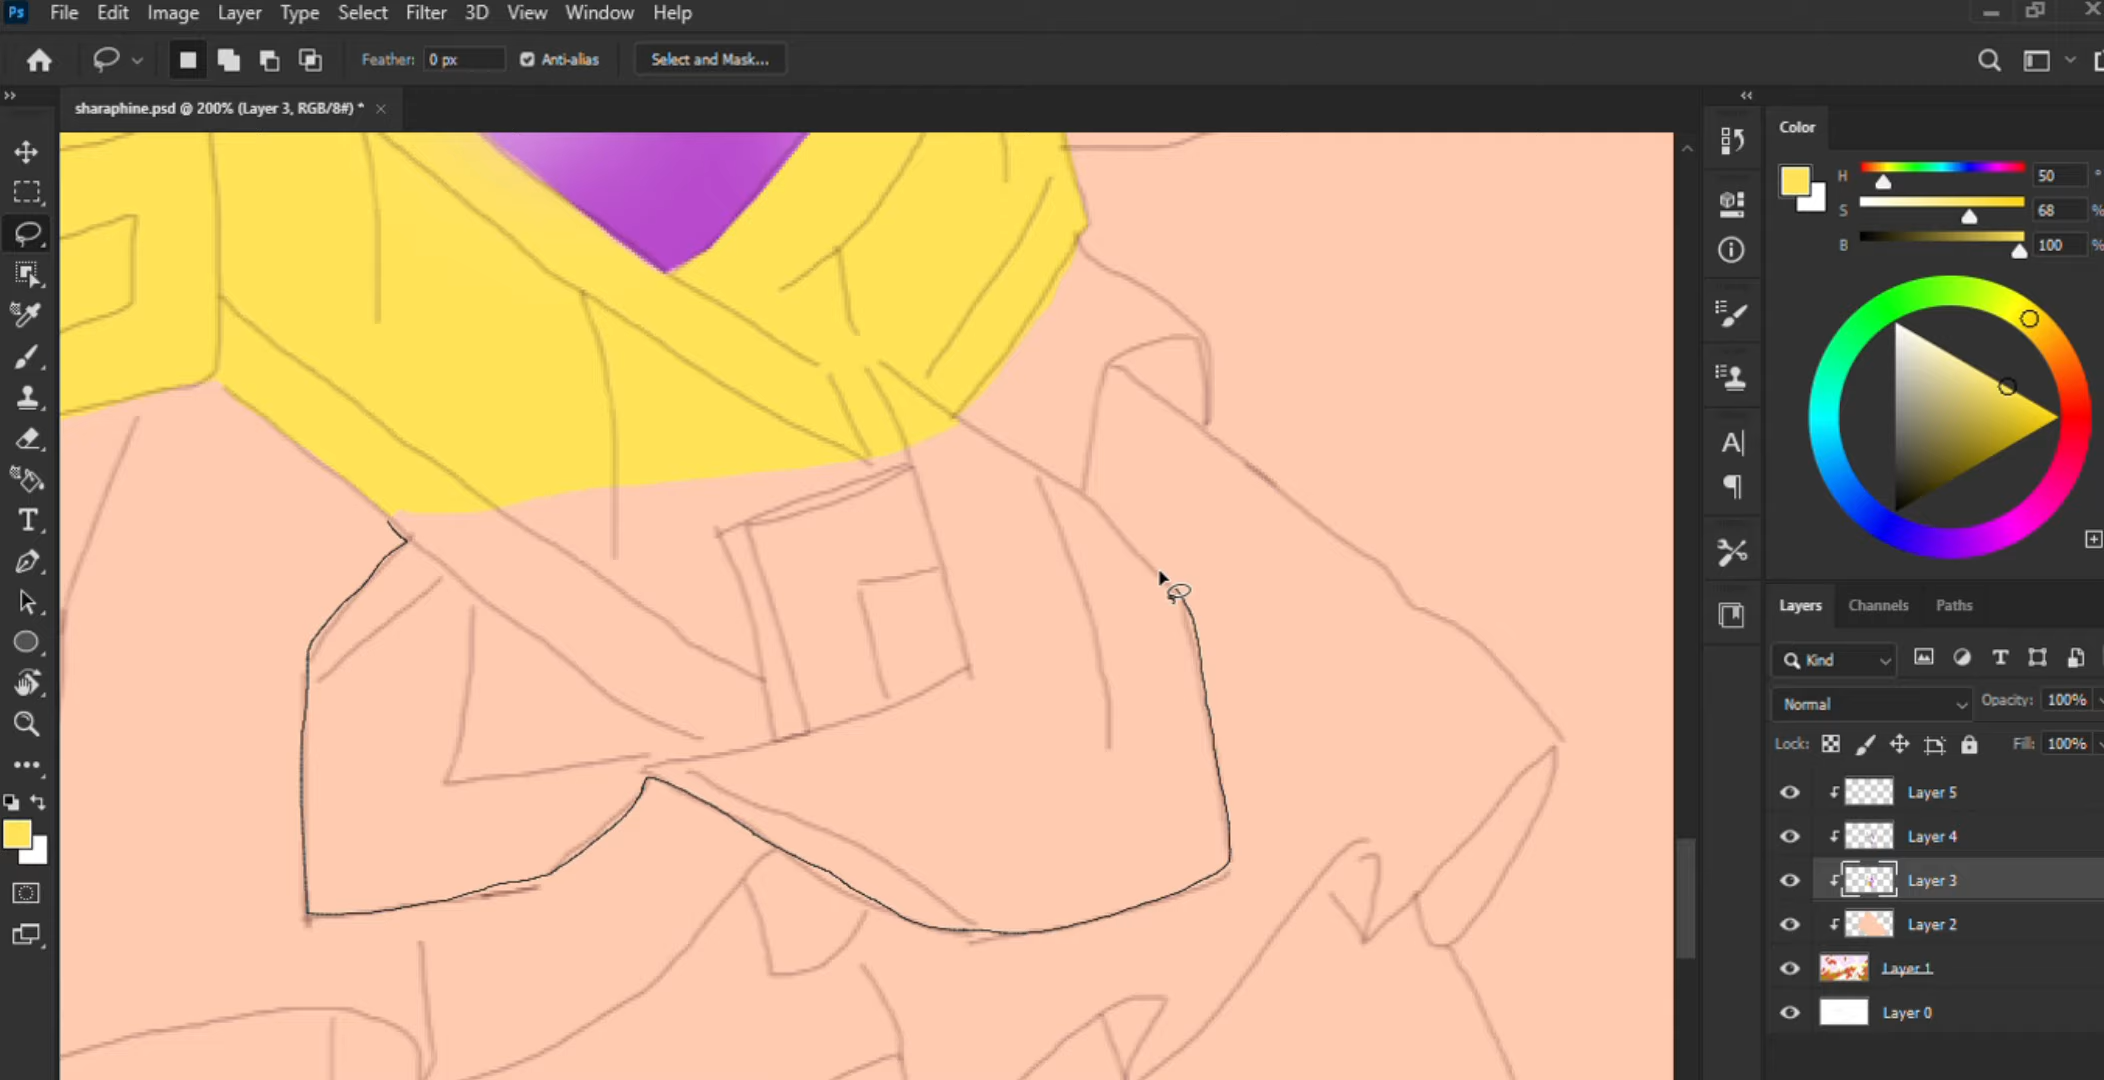 Ps File Edit Image Layer Type Select Filter 3D View Window Help
Feather: 0 px Anti-alias Select and Mask...
sharaphine.psd @ 200% (Layer 3, RGB/8#) * ×
Color
H 50 °
S 68 %
B 100 %
Layers Channels Paths
Kind
Normal Opacity: 100%
Lock: Fill: 100%
Layer 5
Layer 4
Layer 3
Layer 2
Layer 1
Layer 0